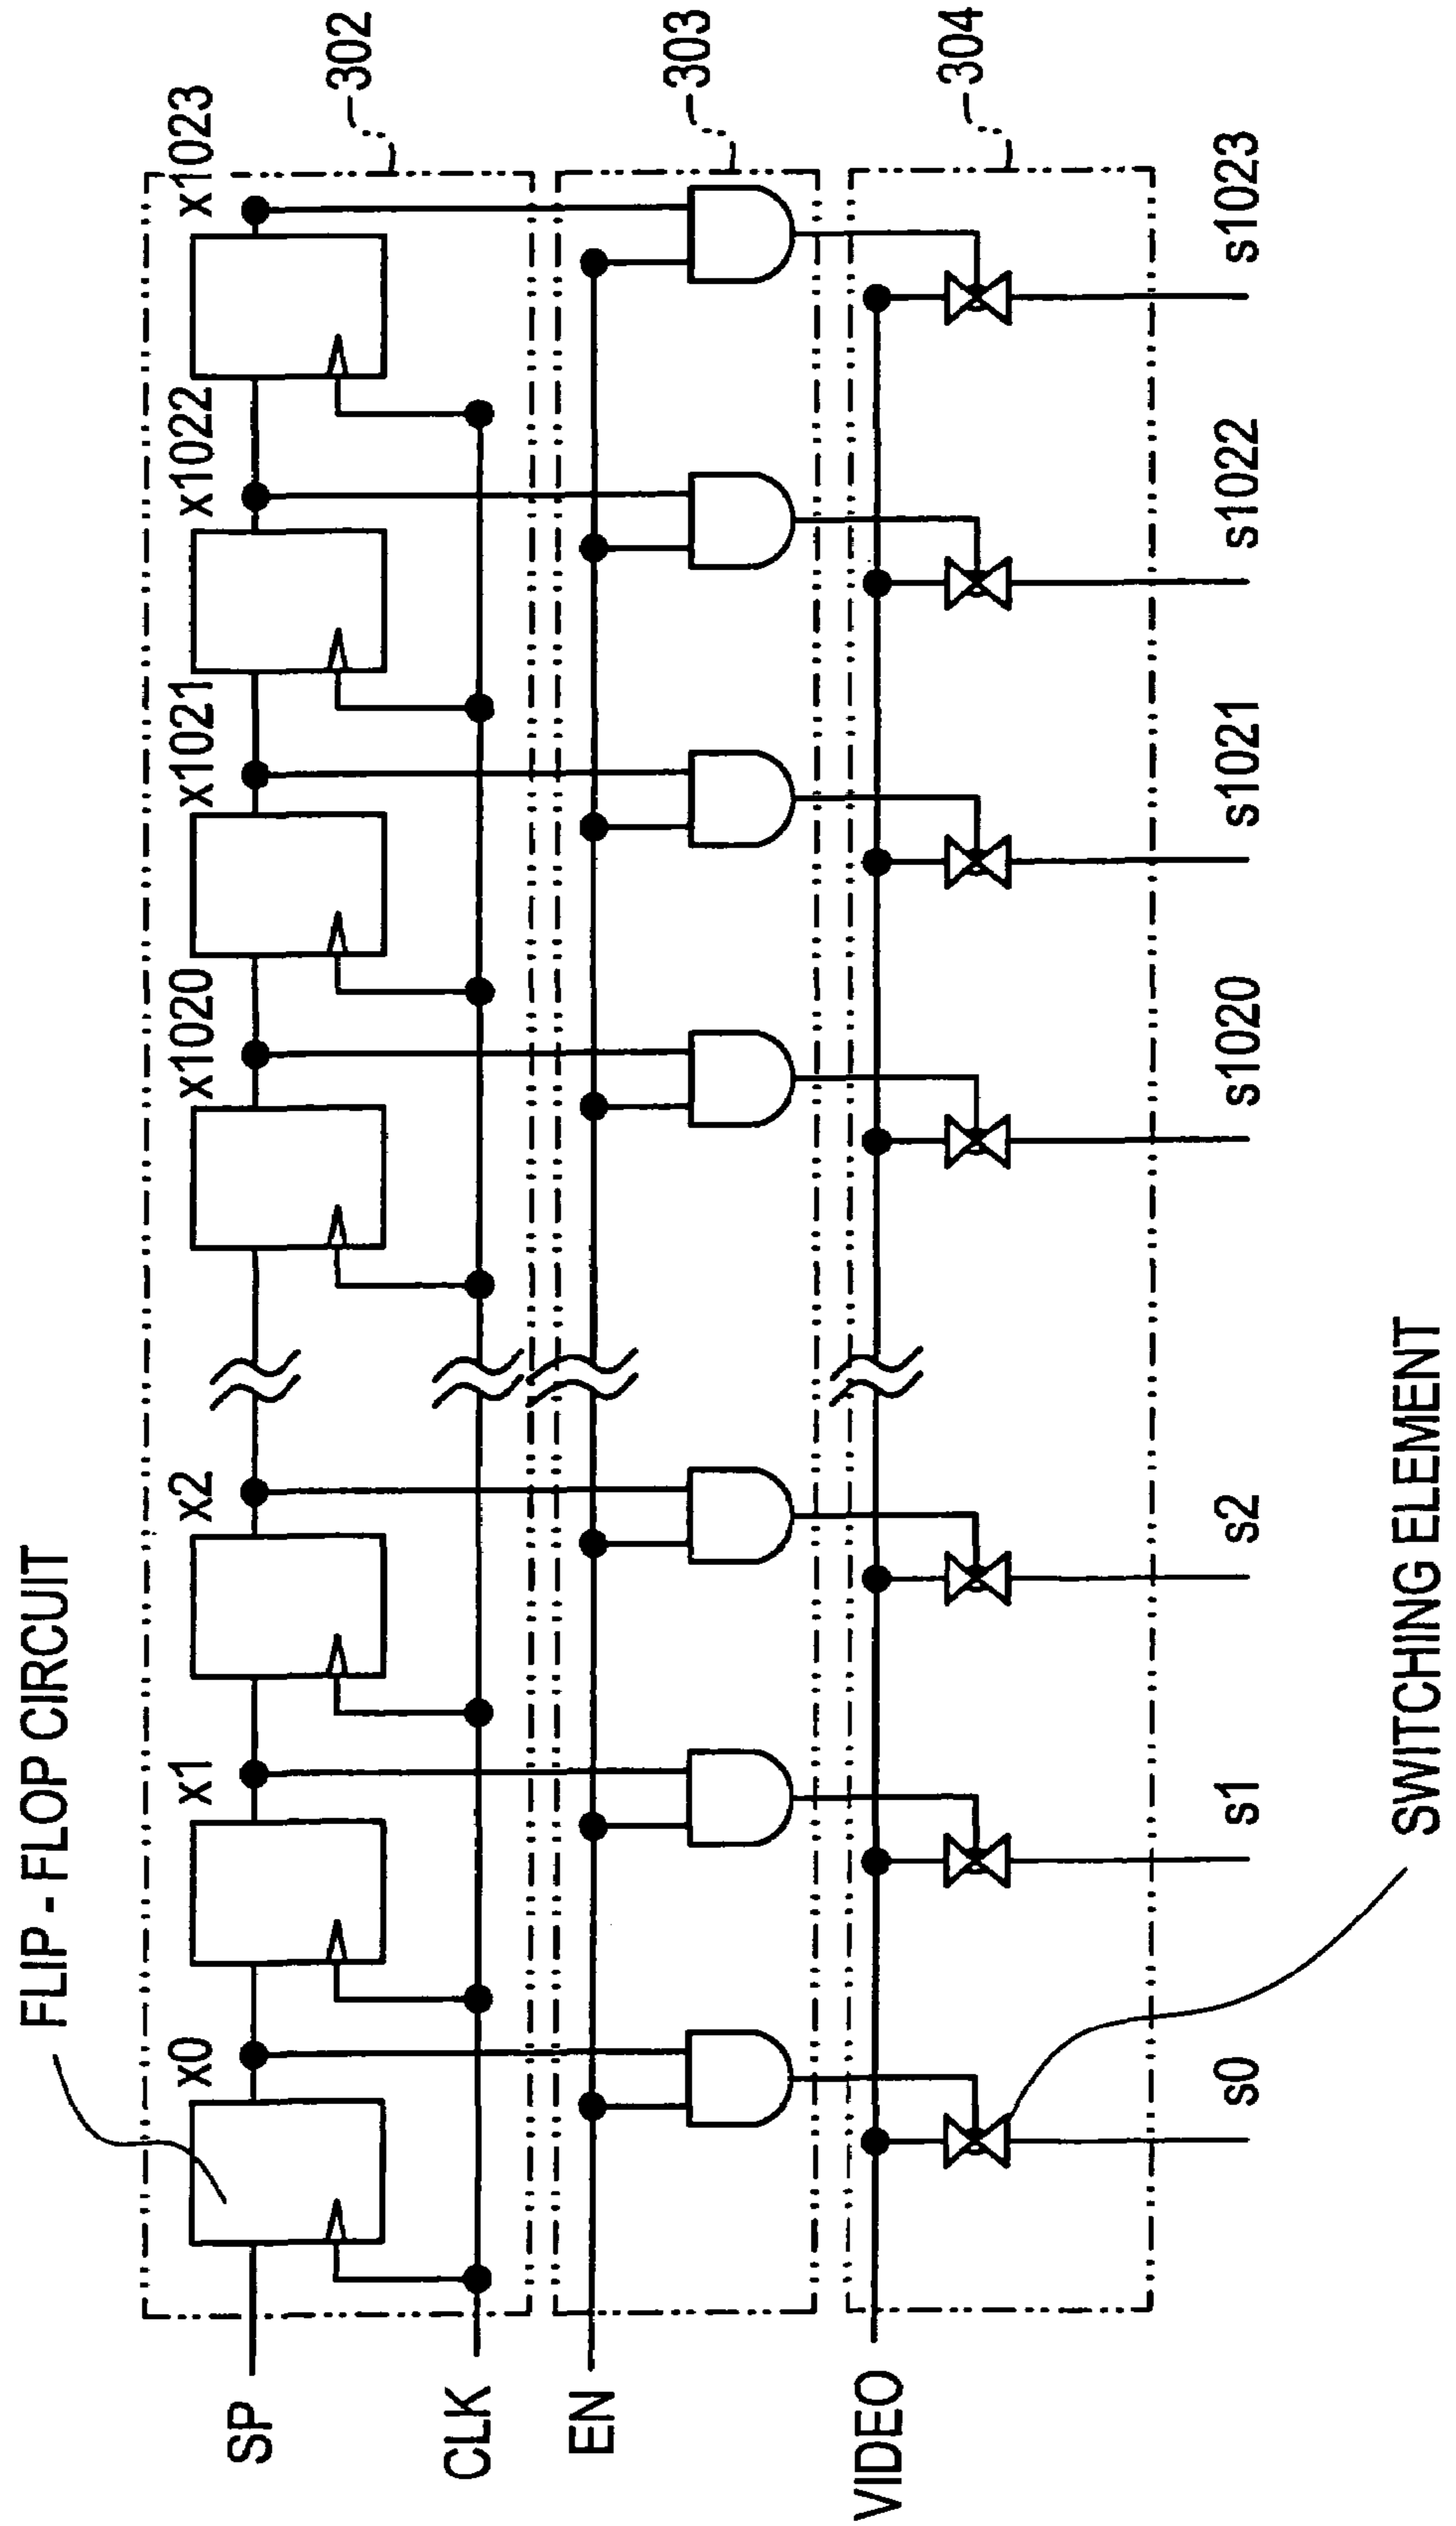 FLIP - FLOP CIRCUIT
x0
x1
x2
x1020
x1021
x1022
x1023
302
303
304
SP
CLK
EN
VIDEO
s0
s1
s2
s1020
s1021
s1022
s1023
SWITCHING ELEMENT